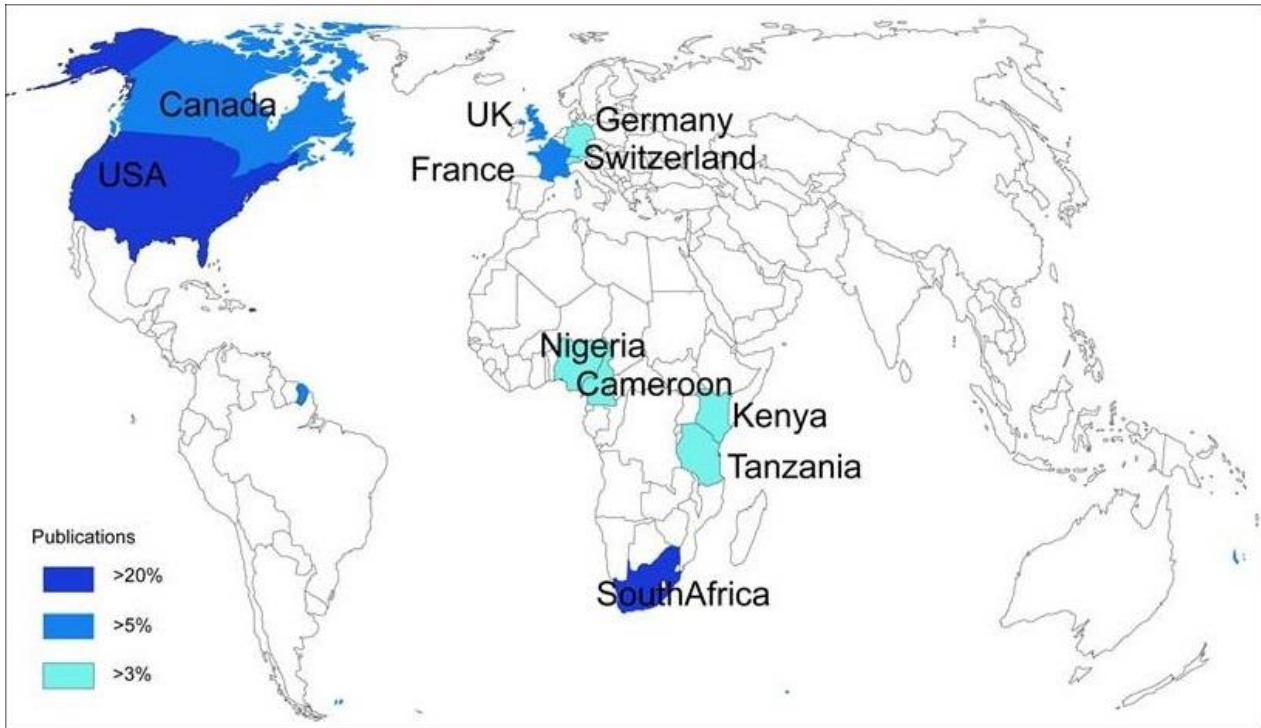 Canada
UK
Germany
Switzerland
France
USA
Nigeria
Cameroon
Kenya
Tanzania
SouthAfrica
Publications
>20%
>5%
>3%